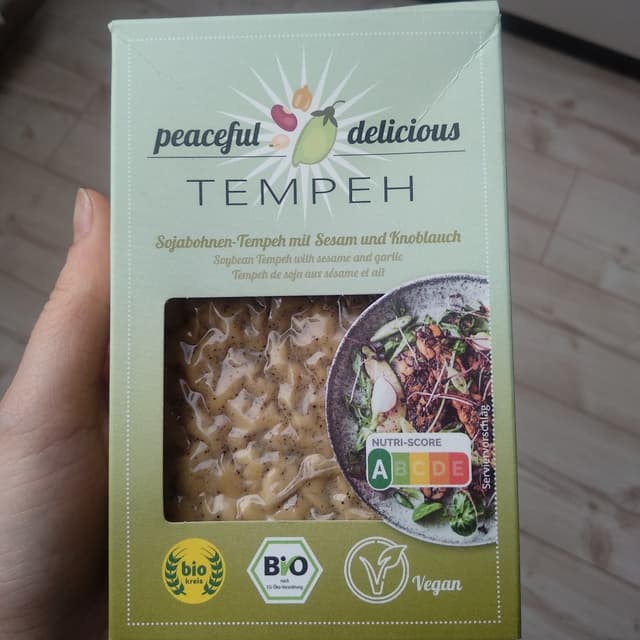 peaceful delicious
TEMPEH
Sojabohnen-Tempeh mit Sesam und Knoblauch
Soybean Tempeh with sesame and garlic
Tempeh de soja aux sésame et ail
NUTRI-SCORE
A B C D E
Serviervorschlag
bio
kreis
Bio
nach
EG-Öko-Verordnung
Vegan